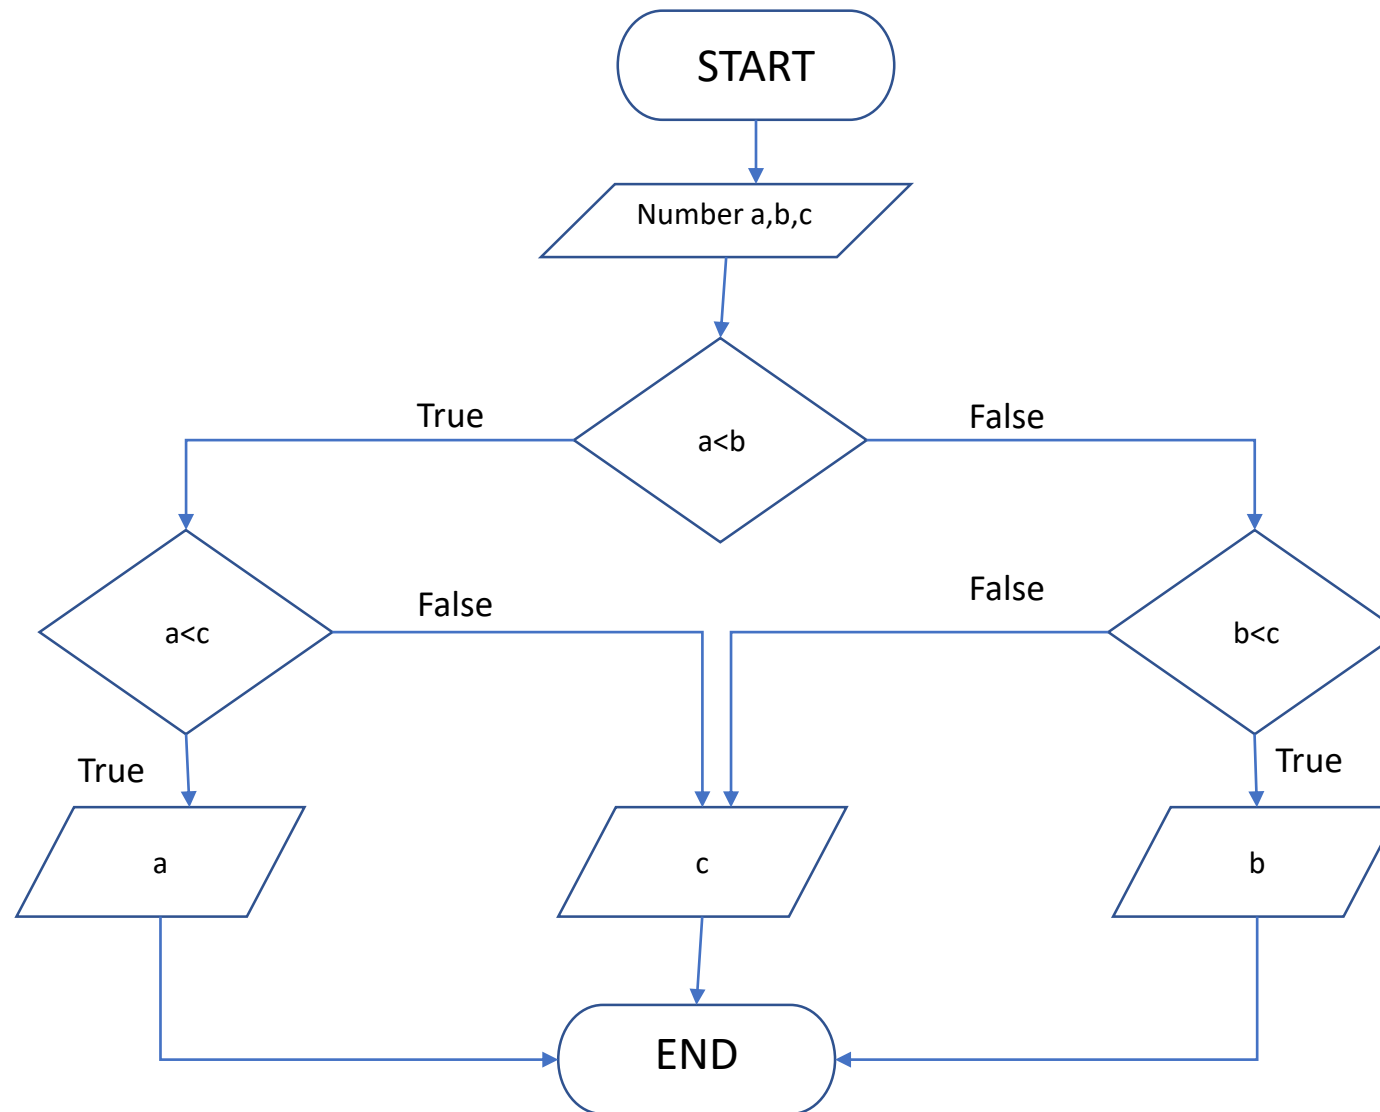 START
Number a,b,c
a<b
True
False
a<c
False
False
b<c
True
True
a
c
b
END